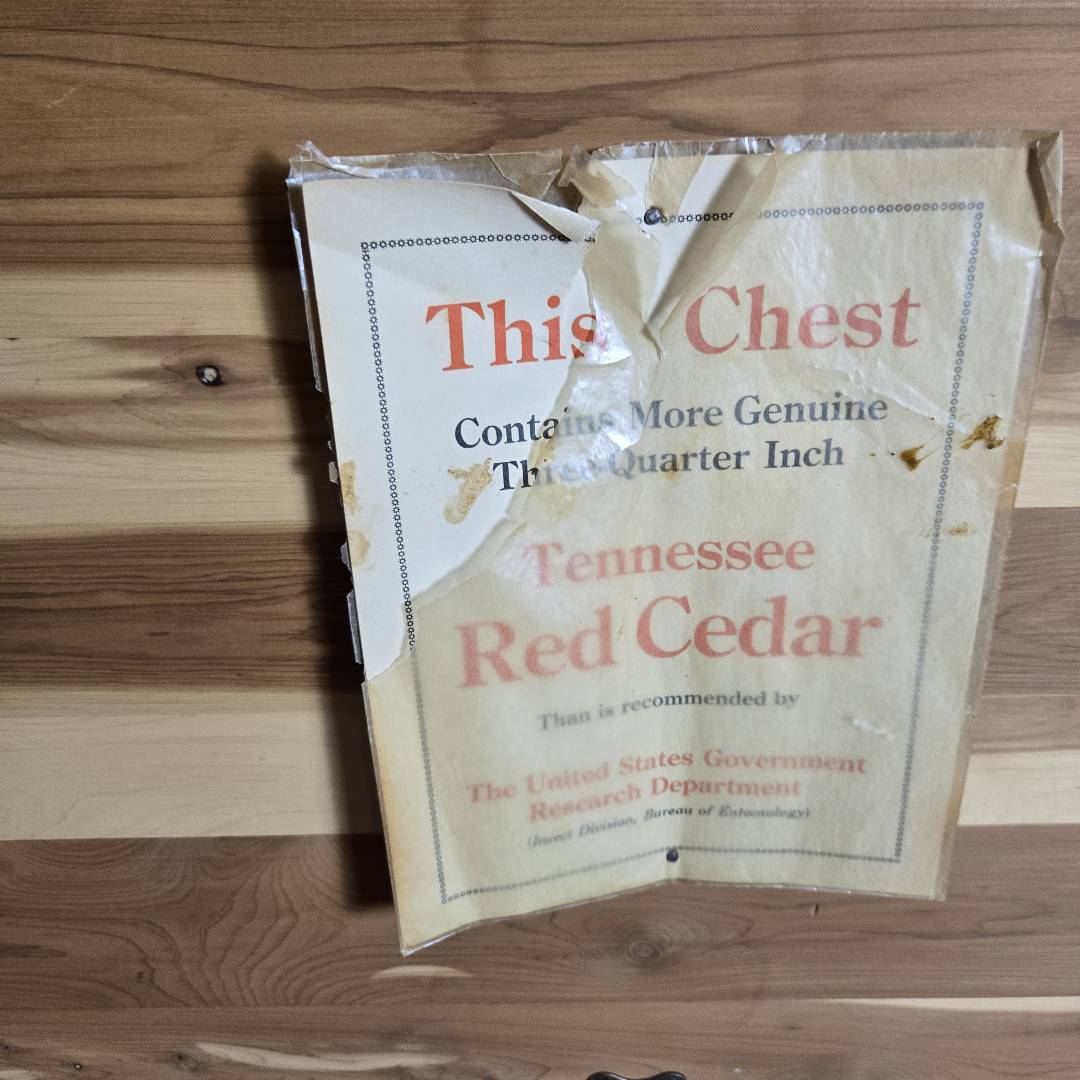 This Chest
Contains More Genuine
Three-Quarter Inch
Tennessee
Red Cedar
Than is recommended by
The United States Government
Research Department
(Insect Division, Bureau of Entomology)